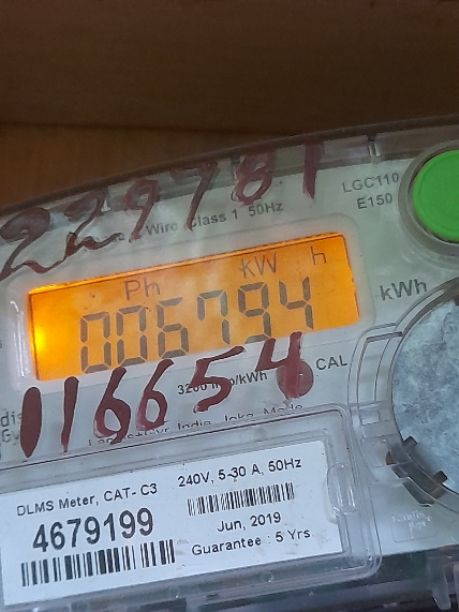 LGC110
E150
229781
Wire Class 1 50Hz
Ph KW h
006794
kWh
CAL
116654
DLMS Meter, CAT- C3
240V, 5-30 A, 50Hz
4679199
Jun, 2019
Guarantee : 5 Yrs